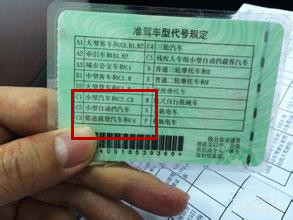 准驾车型代号规定
A1 大型客车和A3,B1,B2 C4 三轮汽车
A2 牵引车和B1,B2 C5 残疾人专用小型自动挡载客汽车
A3 城市公交车和C1 D 普通三轮摩托车和E
B1 中型客车和C1,M E 普通二轮摩托车和F
B2 大型货车和C1,M F 轻便摩托车
C1 小型汽车和C2,C3 M 轮式自行机械车
C2 小型自动挡汽车 N 无轨电车
C3 低速载货汽车和C4 P 有轨电车